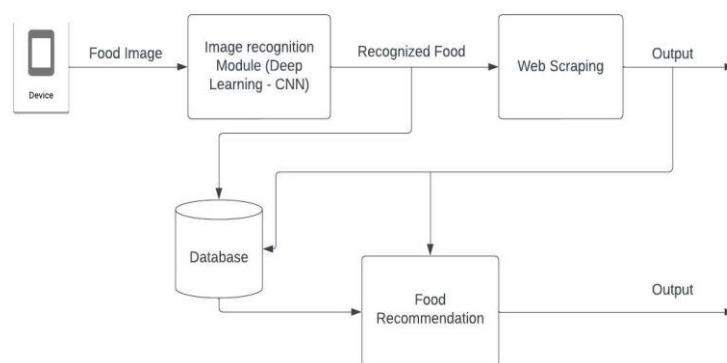 Food Image
Image recognition
Module (Deep
Learning - CNN)
Recognized Food
Web Scraping
Output
Device
Database
Food
Recommendation
Output